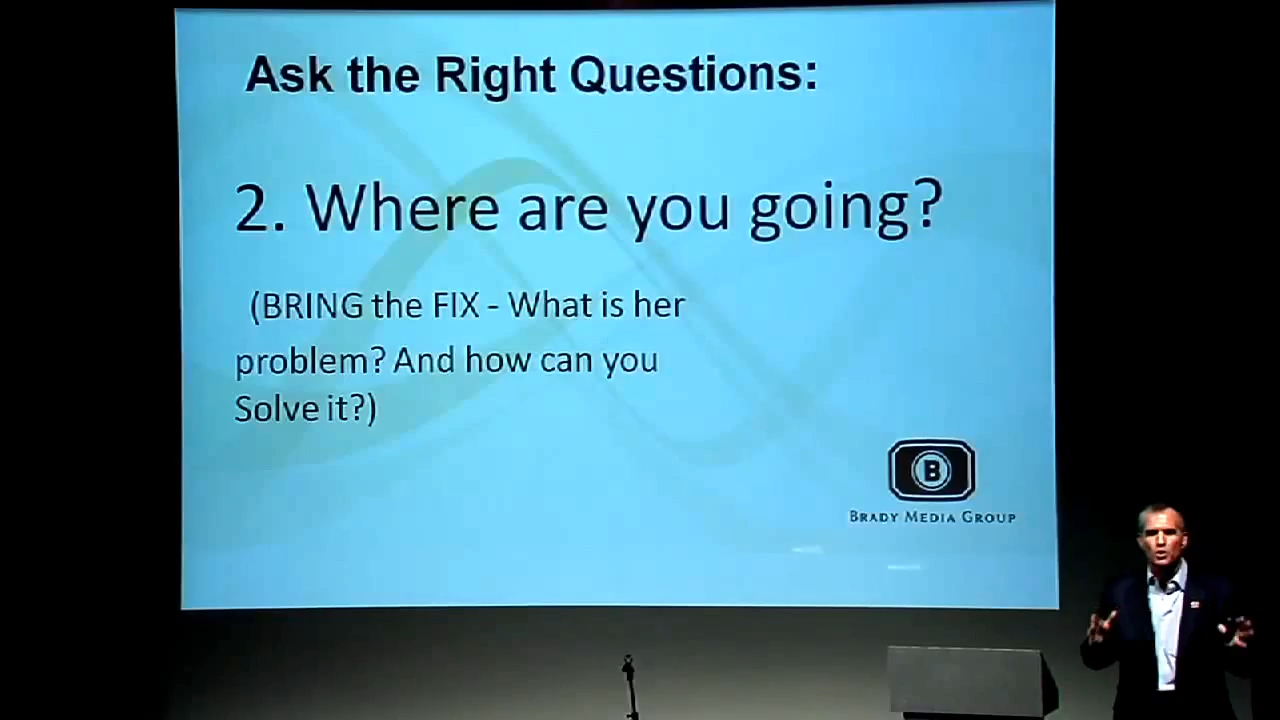 Ask the Right Questions:
2. Where are you going?
(BRING the FIX - What is her
problem? And how can you
Solve it?)
B
BRADY MEDIA GROUP